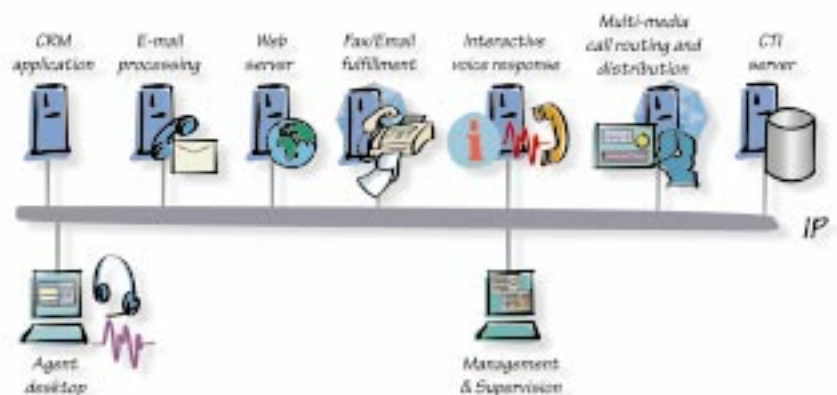 CRM
application
E-mail
processing
Web
server
Fax/Email
fulfillment
Interactive
voice response
Multi-media
call routing and
distribution
CTI
server
IP
Agent
desktop
Management
& Supervision